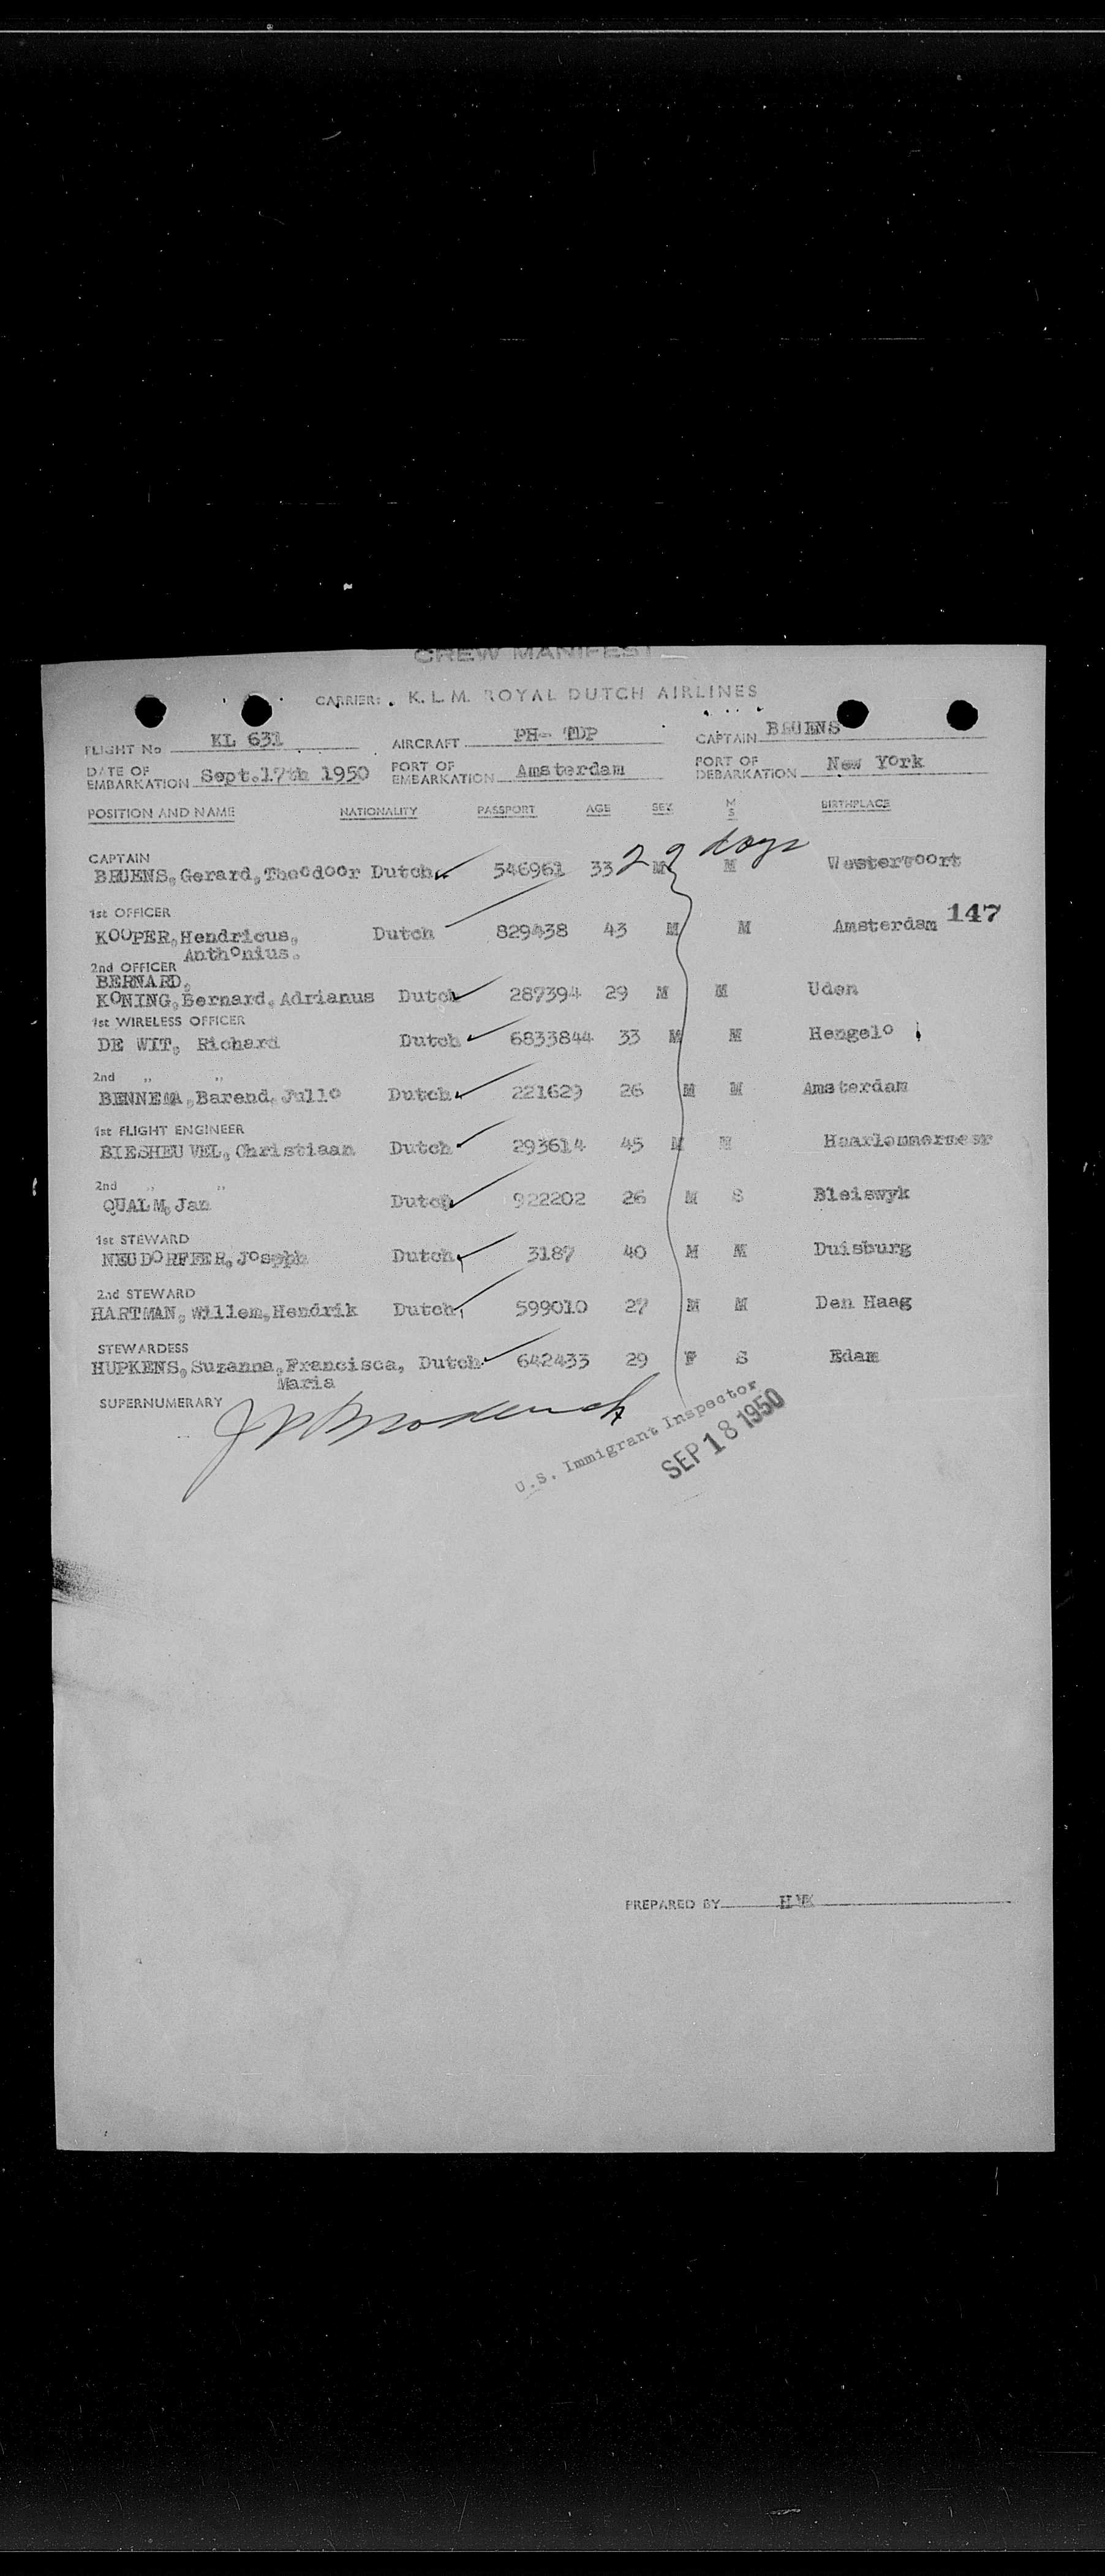 CREW MANIFEST
CARRIER: K. L. M. ROYAL DUTCH AIRLINES
FLIGHT No KL 631 AIRCRAFT PH- TDP CAPTAIN BRUENS
DATE OF EMBARKATION Sept.17th 1950 PORT OF EMBARKATION Amsterdam PORT OF DEBARKATION New York
POSITION AND NAME NATIONALITY PASSPORT AGE SEX M S BIRTHPLACE
29 days
CAPTAIN
BRUENS, Gerard, Theodoor Dutch 546961 33 M M Westervoort
1st OFFICER
KOOPER, Hendricus, Dutch 829438 43 M M Amsterdam 147
Anthonius.
2nd OFFICER
BERNARD,
KONING, Bernard, Adrianus Dutch 287394 29 M M Uden
1st WIRELESS OFFICER
DE WIT, Richard Dutch 6833844 33 M M Hengelo
2nd " "
BENNEMA, Barend, Jullo Dutch 221629 26 M M Amsterdam
1st FLIGHT ENGINEER
BIESHEUVEL, Christiaan Dutch 293614 45 M M Haarlemmermeer
2nd " "
QUALM, Jan Dutch 922202 26 M S Bleiswyk
1st STEWARD
NEUDORFFER, Joseph Dutch 3187 40 M M Duisburg
2nd STEWARD
HARTMAN, Willem, Hendrik Dutch 599010 27 M M Den Haag
STEWARDESS
HUPKENS, Suzanna, Francisca, Dutch 642433 29 F S Edam
Maria
SUPERNUMERARY
U.S. Immigrant Inspector
SEP 18 1950
PREPARED BY HVK